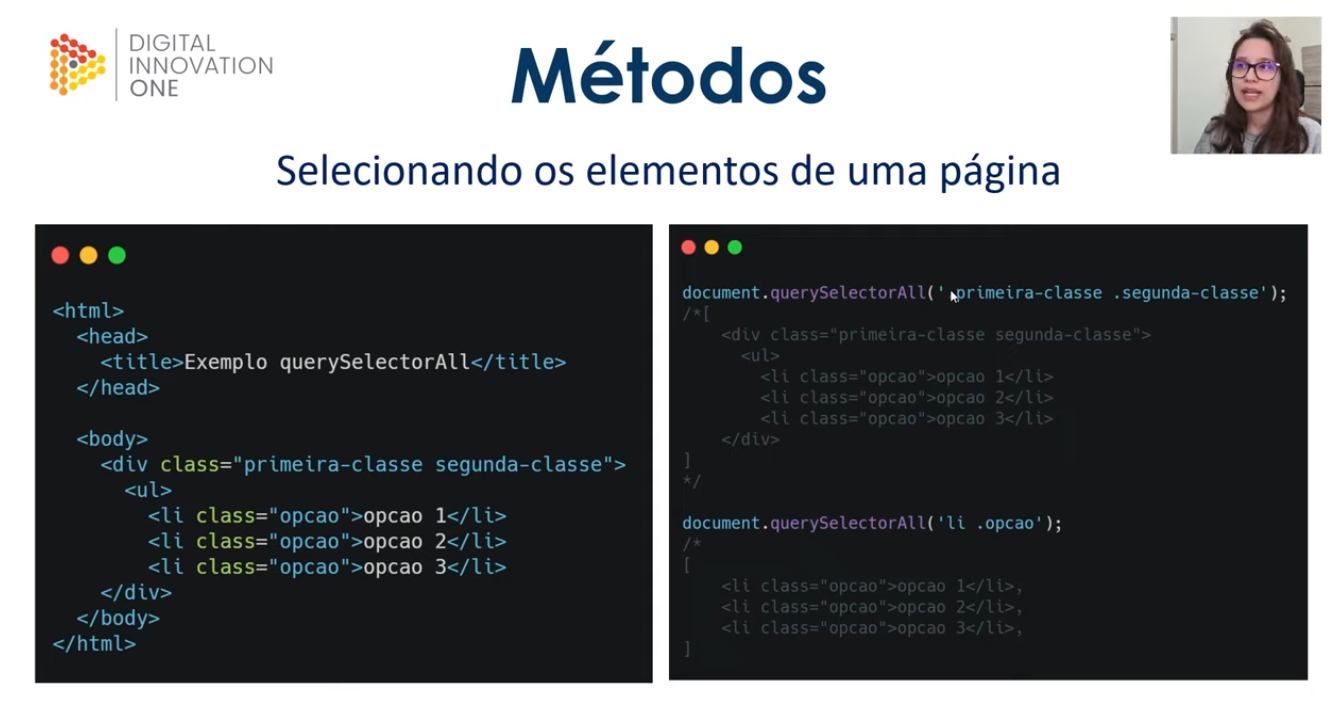 DIGITAL
INNOVATION
ONE
Métodos
Selecionando os elementos de uma página
<html>
<head>
<title>Exemplo querySelectorAll</title>
</head>
<body>
<div class="primeira-classe segunda-classe">
<ul>
<li class="opcao">opcao 1</li>
<li class="opcao">opcao 2</li>
<li class="opcao">opcao 3</li>
</div>
</body>
</html>
document.querySelectorAll('.primeira-classe .segunda-classe');
/*[
<div class="primeira-classe segunda-classe">
<ul>
<li class="opcao">opcao 1</li>
<li class="opcao">opcao 2</li>
<li class="opcao">opcao 3</li>
</div>
]
*/
document.querySelectorAll('li .opcao');
/*
[
<li class="opcao">opcao 1</li>,
<li class="opcao">opcao 2</li>,
<li class="opcao">opcao 3</li>,
]